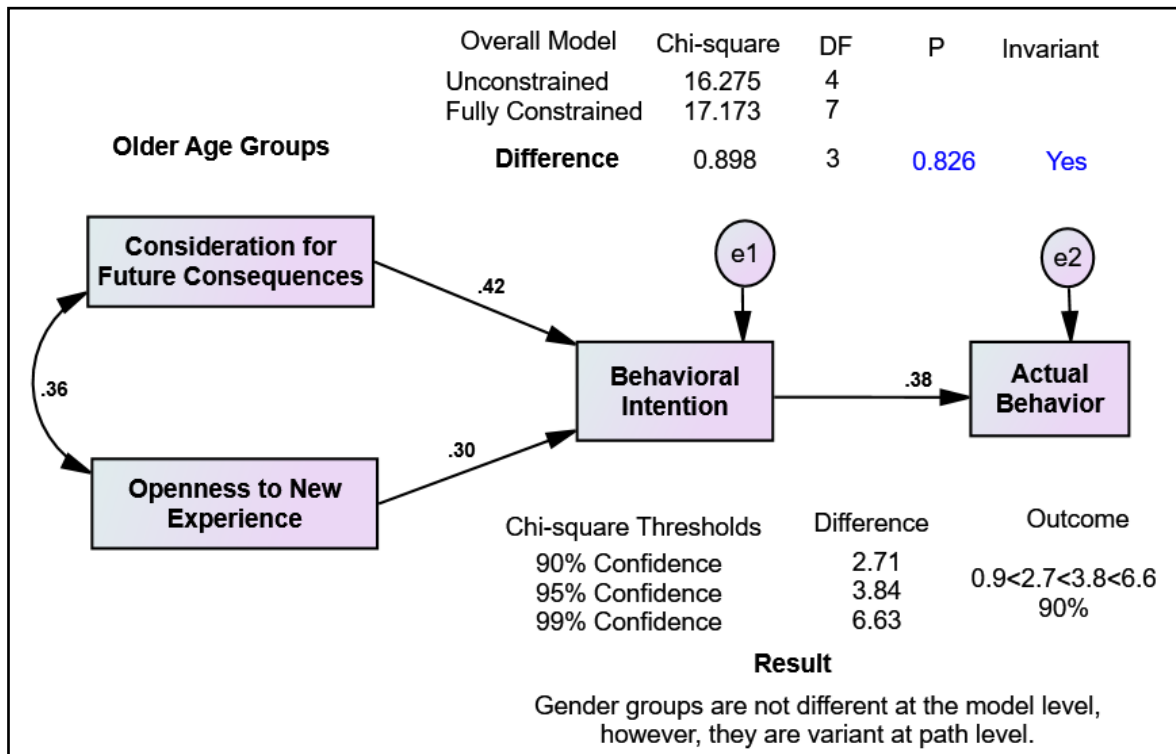 Overall Model Chi-square DF P Invariant
Unconstrained 16.275 4
Fully Constrained 17.173 7
Difference 0.898 3 0.826 Yes
Older Age Groups
Consideration for
Future Consequences
e1
e2
.42
.36
Behavioral
Intention
.38
Actual
Behavior
.30
Openness to New
Experience
Chi-square Thresholds Difference Outcome
90% Confidence 2.71
95% Confidence 3.84
99% Confidence 6.63
0.9<2.7<3.8<6.6
90%
Result
Gender groups are not different at the model level,
however, they are variant at path level.